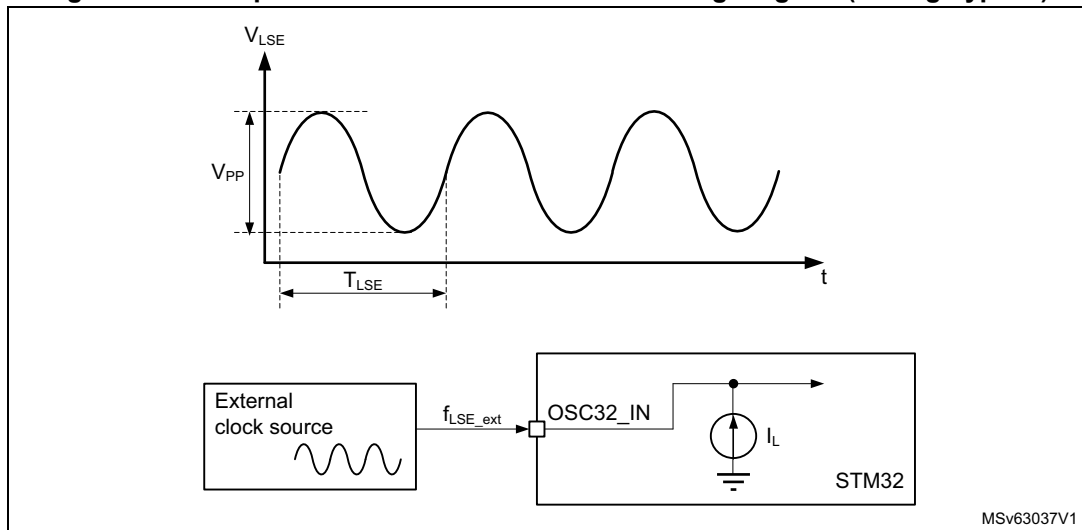 V_LSE
V_PP
T_LSE
t
External
clock source
f_LSE_ext
OSC32_IN
I_L
STM32
MSv63037V1